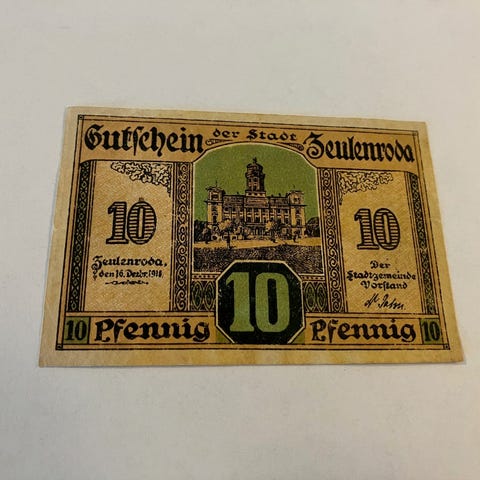 Gutschein der Stadt Zeulenroda
10
Zeulenroda,
den 16. Dezbr. 1918
10
Der
Stadtgemeinde
Vorstand
10
10 Pfennig
Pfennig 10